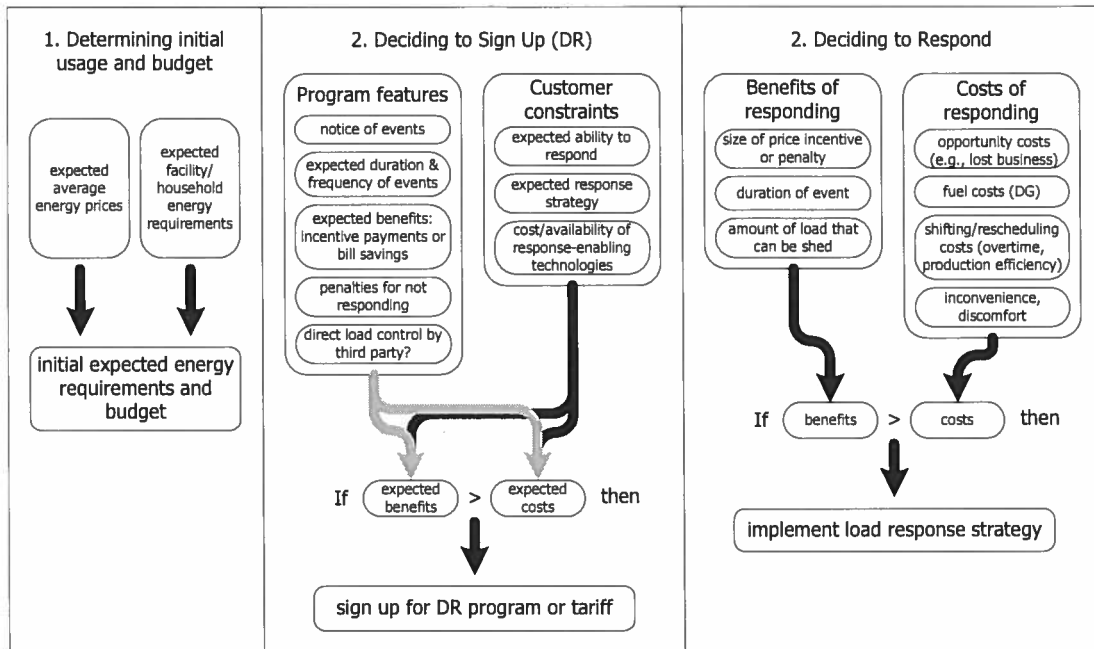 1. Determining initial
usage and budget
expected
average
energy prices
expected
facility/
household
energy
requirements
initial expected energy
requirements and
budget
2. Deciding to Sign Up (DR)
Program features
notice of events
expected duration &
frequency of events
expected benefits:
incentive payments or
bill savings
penalties for not
responding
direct load control by
third party?
Customer
constraints
expected ability to
respond
expected response
strategy
cost/availability of
response-enabling
technologies
If
expected
benefits
>
expected
costs
then
sign up for DR program or tariff
2. Deciding to Respond
Benefits of
responding
size of price incentive
or penalty
duration of event
amount of load that
can be shed
Costs of
responding
opportunity costs
(e.g., lost business)
fuel costs (DG)
shifting/rescheduling
costs (overtime,
production efficiency)
inconvenience,
discomfort
If
benefits
>
costs
then
implement load response strategy